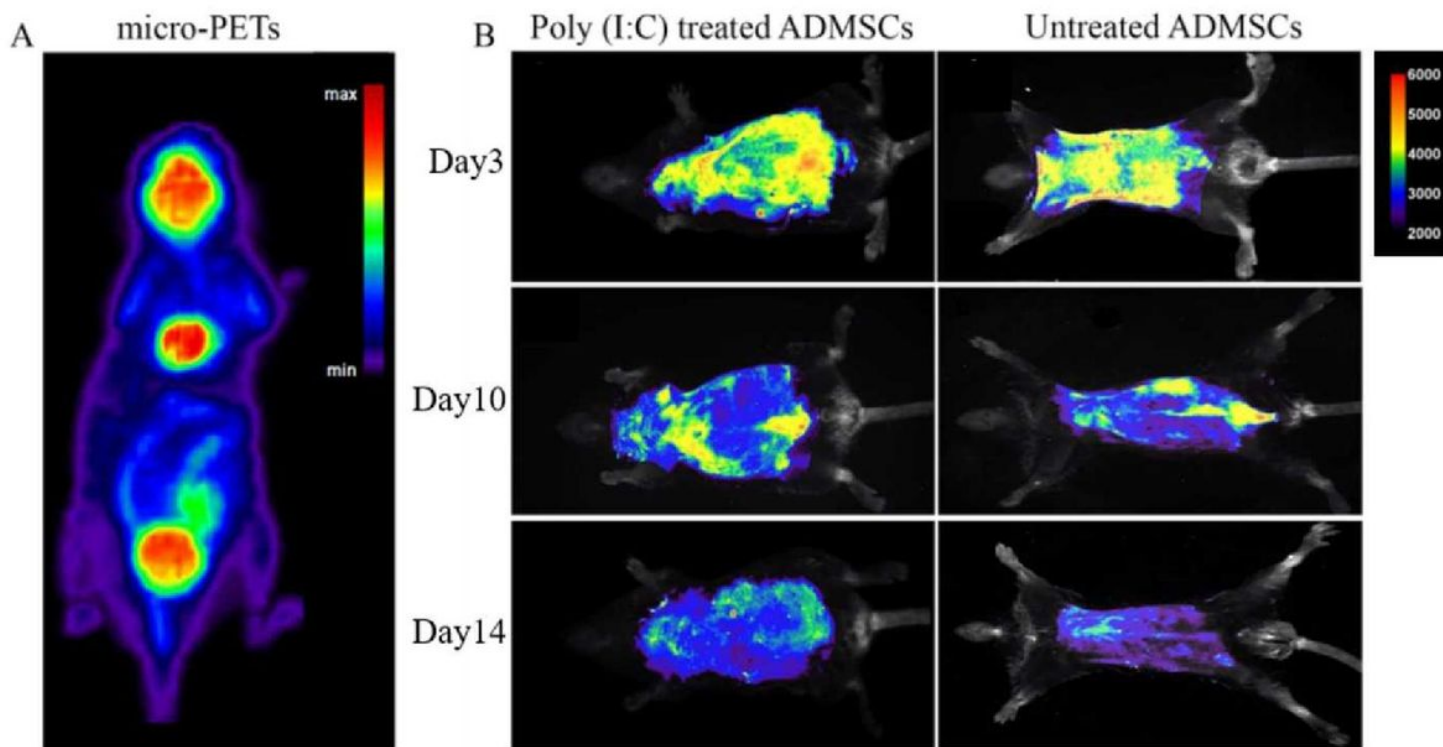 A
micro-PETs
max
min
B
Poly (I:C) treated ADMSCs
Untreated ADMSCs
Day3
Day10
Day14
6000
5000
4000
3000
2000